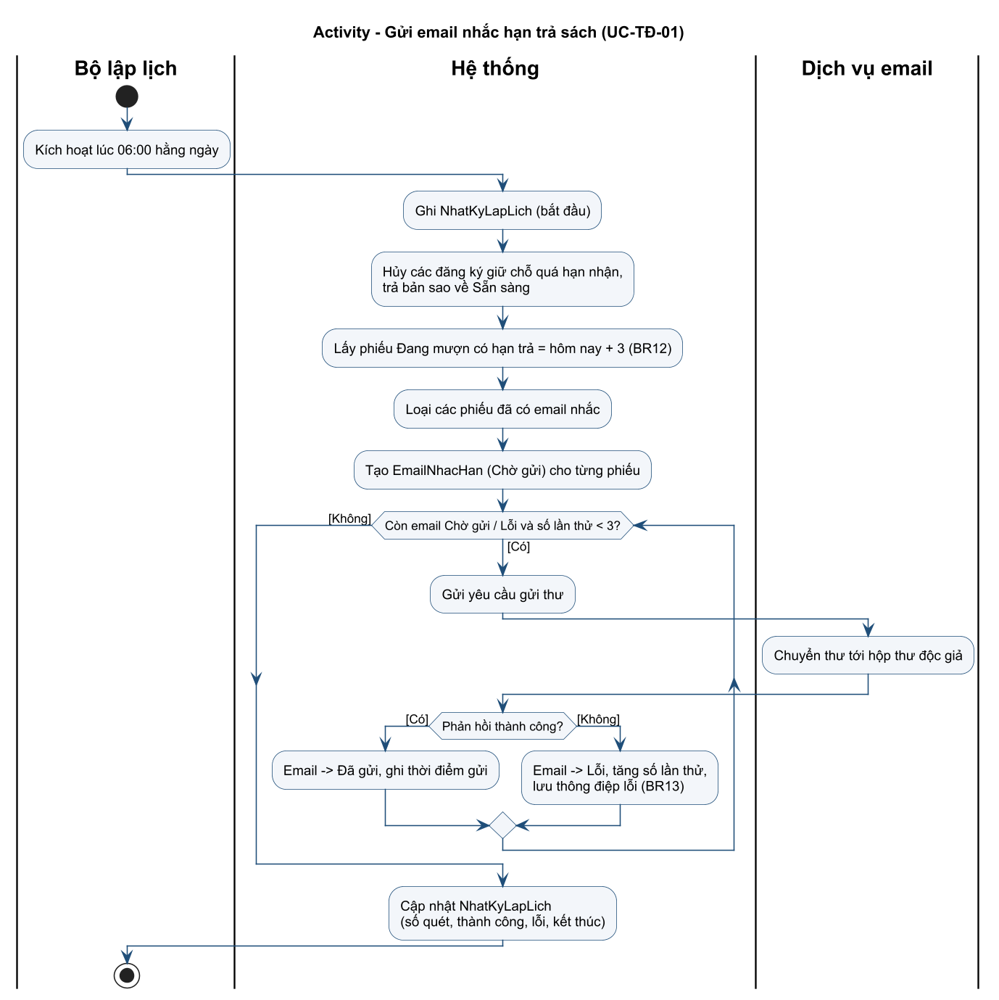 Activity - Gửi email nhắc hạn trả sách (UC-TĐ-01)
Bộ lập lịch
Hệ thống
Dịch vụ email
Kích hoạt lúc 06:00 hằng ngày
Ghi NhatKyLapLich (bắt đầu)
Hủy các đăng ký giữ chỗ quá hạn nhận,
trả bản sao về Sẵn sàng
Lấy phiếu Đang mượn có hạn trả = hôm nay + 3 (BR12)
Loại các phiếu đã có email nhắc
Tạo EmailNhacHan (Chờ gửi) cho từng phiếu
[Không]
Còn email Chờ gửi / Lỗi và số lần thử < 3?
[Có]
Gửi yêu cầu gửi thư
Chuyển thư tới hộp thư độc giả
[Có]
Phản hồi thành công?
[Không]
Email -> Đã gửi, ghi thời điểm gửi
Email -> Lỗi, tăng số lần thử,
lưu thông điệp lỗi (BR13)
Cập nhật NhatKyLapLich
(số quét, thành công, lỗi, kết thúc)